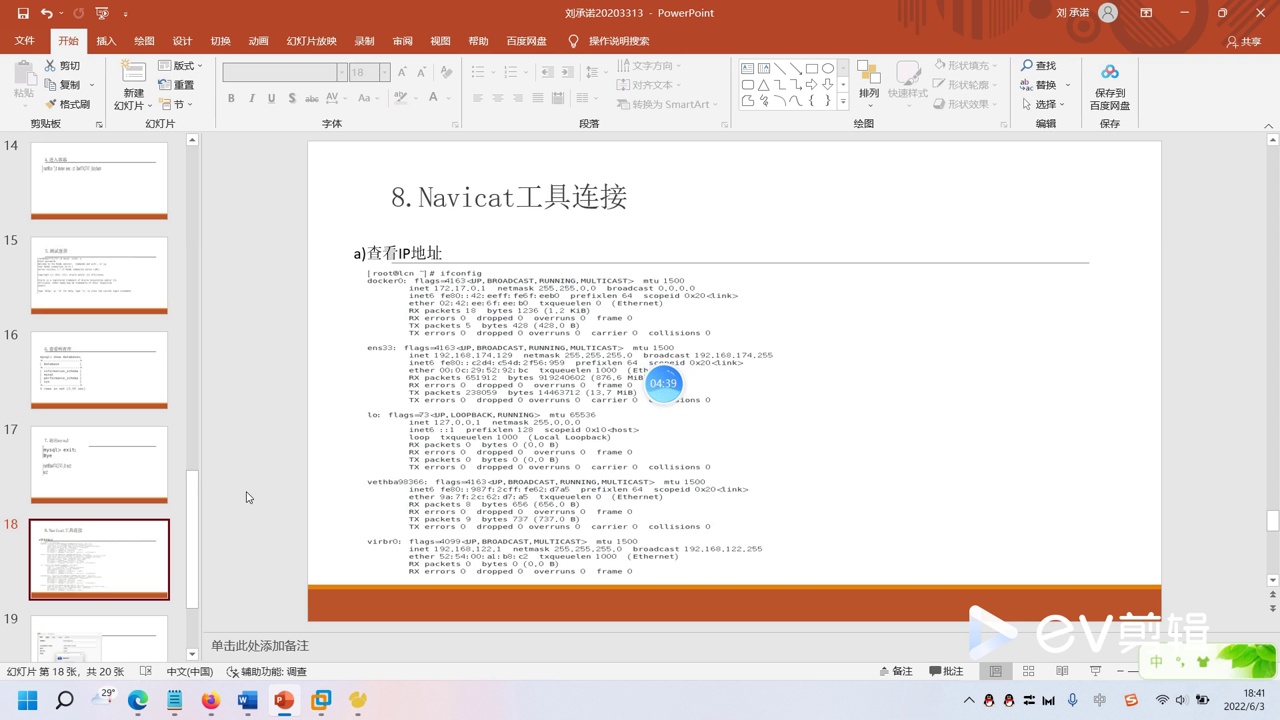 刘承诺20203313 - PowerPoint
刘 承诺
文件 开始 插入 绘图 设计 切换 动画 幻灯片放映 录制 审阅 视图 帮助 百度网盘 操作说明搜索 共享
粘贴 剪切 复制 格式刷 剪贴板
新建幻灯片 版式 重置 节 幻灯片
18 B I U S abc AV Aa A 字体
文字方向 对齐文本 转换为 SmartArt 段落
排列 快速样式 形状填充 形状轮廓 形状效果 绘图
查找 替换 选择 编辑
保存到百度网盘 保存
14
15
16
17
mysql> exit;
Bye
18
19
8.Navicat工具连接
a)查看IP地址
[root@lcn ~]# ifconfig
docker0: flags=4163<UP,BROADCAST,RUNNING,MULTICAST> mtu 1500
inet 172.17.0.1 netmask 255.255.0.0 broadcast 0.0.0.0
inet6 fe80::42:eeff:fe6f:eeb0 prefixlen 64 scopeid 0x20<link>
ether 02:42:ee:6f:ee:b0 txqueuelen 0 (Ethernet)
RX packets 18 bytes 1236 (1.2 KiB)
RX errors 0 dropped 0 overruns 0 frame 0
TX packets 5 bytes 428 (428.0 B)
TX errors 0 dropped 0 overruns 0 carrier 0 collisions 0
ens33: flags=4163<UP,BROADCAST,RUNNING,MULTICAST> mtu 1500
inet 192.168.174.129 netmask 255.255.255.0 broadcast 192.168.174.255
inet6 fe80::c2d4:c54d:2f56:959 prefixlen 64 scopeid 0x20<link>
ether 00:0c:29:52:92:bc txqueuelen 1000
RX packets 651912 bytes 919240602 (876.6 MiB
RX errors 0 dropped 0 overruns 0 frame 0
TX packets 238059 bytes 14463712 (13.7 MiB)
TX errors 0 dropped 0 overruns 0 carrier 0 collisions 0
04:39
lo: flags=73<UP,LOOPBACK,RUNNING> mtu 65536
inet 127.0.0.1 netmask 255.0.0.0
inet6 ::1 prefixlen 128 scopeid 0x10<host>
loop txqueuelen 1000 (Local Loopback)
RX packets 0 bytes 0 (0.0 B)
RX errors 0 dropped 0 overruns 0 frame 0
TX packets 0 bytes 0 (0.0 B)
TX errors 0 dropped 0 overruns 0 carrier 0 collisions 0
vethba98366: flags=4163<UP,BROADCAST,RUNNING,MULTICAST> mtu 1500
inet6 fe80::987f:2cff:fe62:d7a5 prefixlen 64 scopeid 0x20<link>
ether 9a:7f:2c:62:d7:a5 txqueuelen 0 (Ethernet)
RX packets 8 bytes 656 (656.0 B)
RX errors 0 dropped 0 overruns 0 frame 0
TX packets 9 bytes 737 (737.0 B)
TX errors 0 dropped 0 overruns 0 carrier 0 collisions 0
virbr0: flags=4099<UP,BROADCAST,MULTICAST> mtu 1500
inet 192.168.122.1 netmask 255.255.255.0 broadcast 192.168.122.255
ether 52:54:00:a1:b8:c2 txqueuelen 1000 (Ethernet)
RX packets 0 bytes 0 (0.0 B)
RX errors 0 dropped 0 overruns 0 frame 0
EV剪辑
单击此处添加备注
中
幻灯片 第 18 张，共 20 张 中文(中国) 辅助功能: 调查 备注 批注
29°
中
18:41
2022/6/3